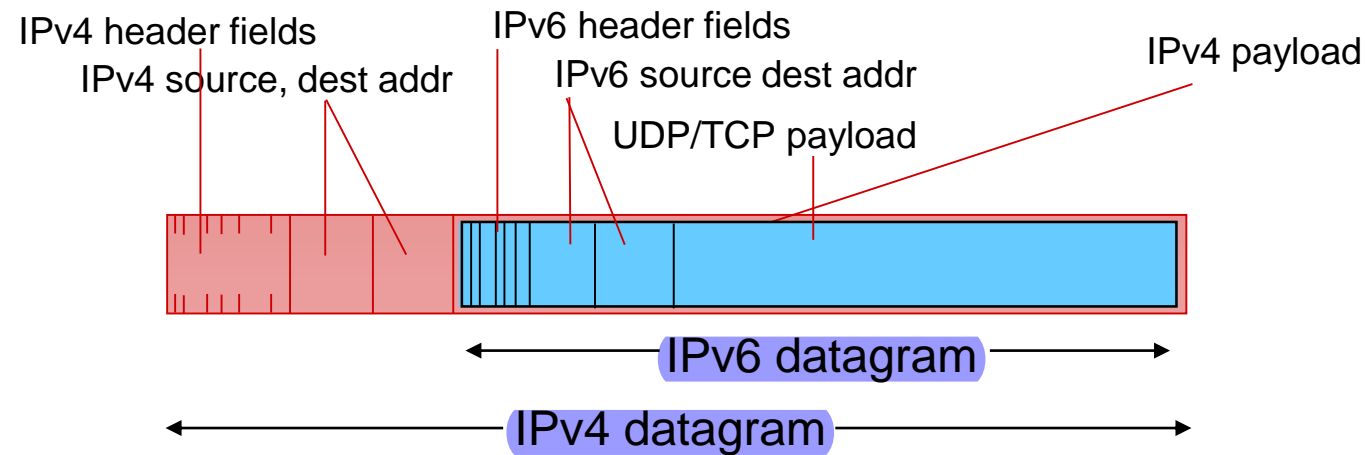 IPv4 header fields
IPv6 header fields
IPv4 payload
IPv4 source, dest addr
IPv6 source dest addr
UDP/TCP payload
IPv6 datagram
IPv4 datagram